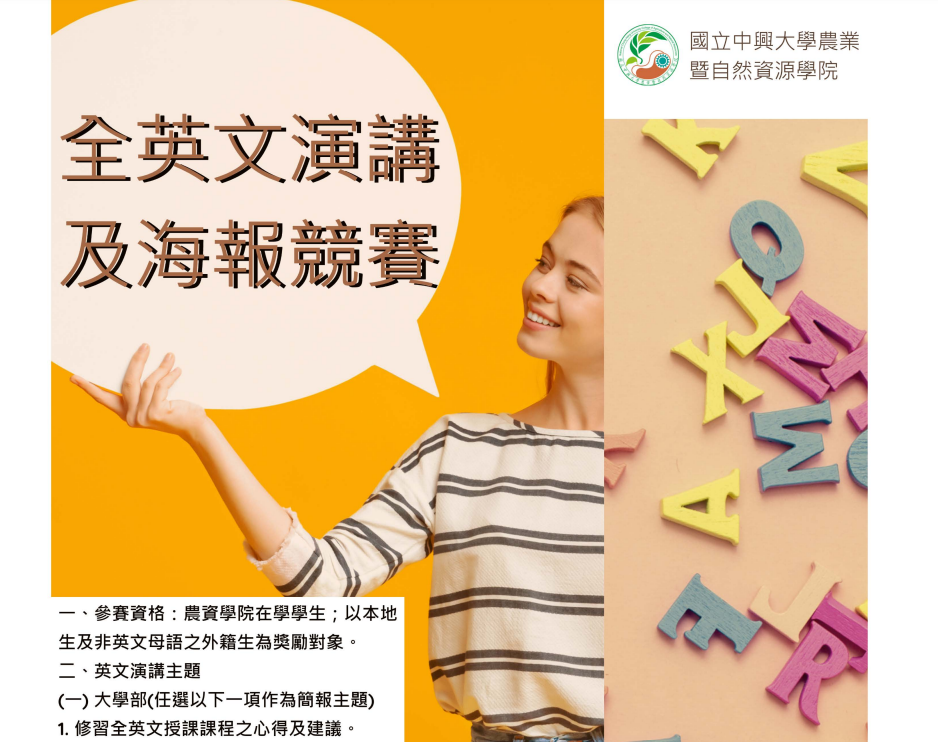 國立中興大學農業
暨自然資源學院
全英文演講
及海報競賽
K
Q
J
X
M
M
A
E
J
R
一、參賽資格：農資學院在學學生；以本地
生及非英文母語之外籍生為獎勵對象。
二、英文演講主題
(一) 大學部(任選以下一項作為簡報主題)
1. 修習全英文授課課程之心得及建議。